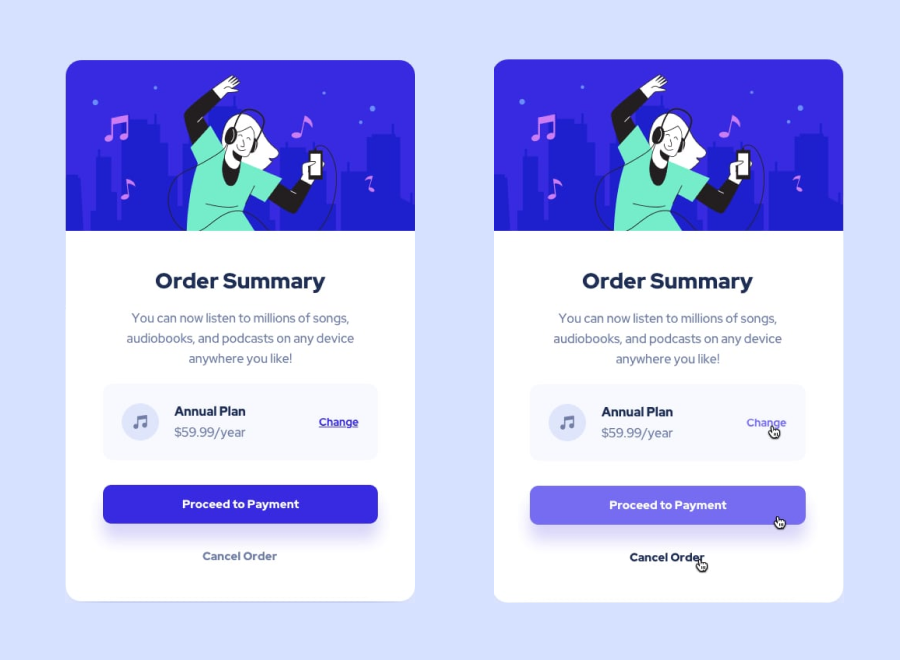 Order Summary
You can now listen to millions of songs,
audiobooks, and podcasts on any device
anywhere you like!
Annual Plan
$59.99/year
Change
Proceed to Payment
Cancel Order
Order Summary
You can now listen to millions of songs,
audiobooks, and podcasts on any device
anywhere you like!
Annual Plan
$59.99/year
Change
Proceed to Payment
Cancel Order